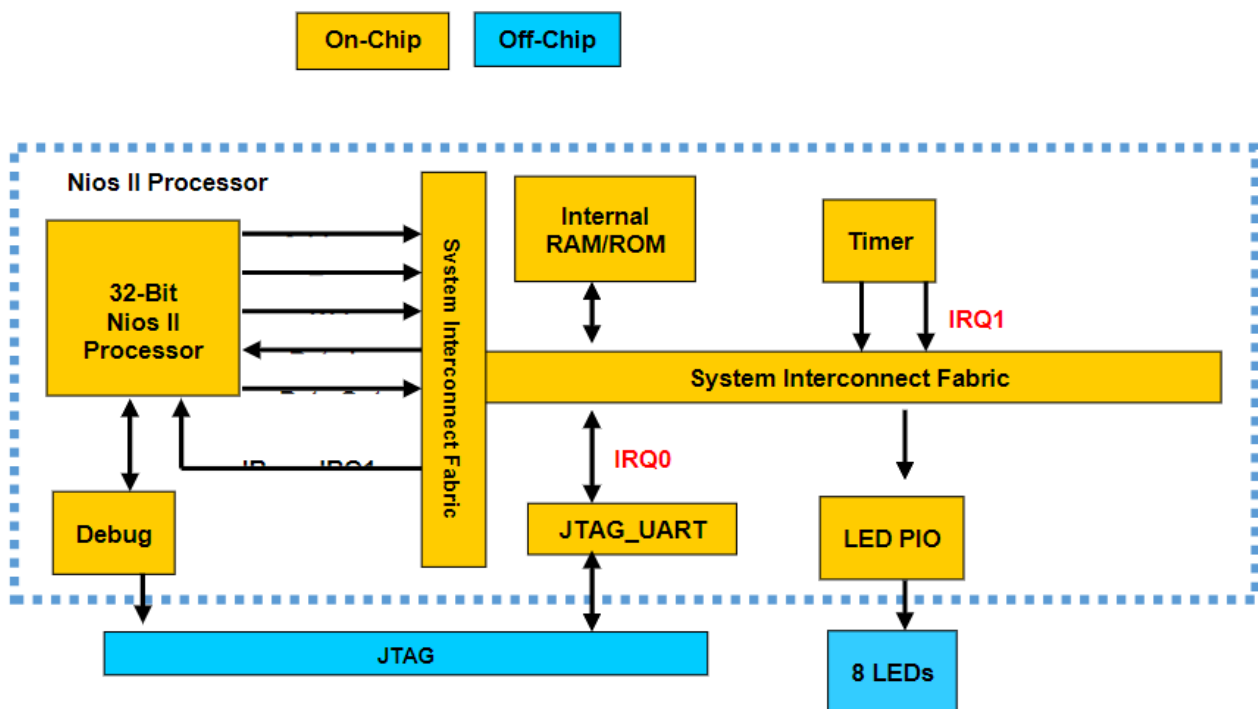 On-Chip
Off-Chip
Nios II Processor
32-Bit
Nios II
Processor
System Interconnect Fabric
Internal
RAM/ROM
Timer
IRQ1
System Interconnect Fabric
IRQ0
Debug
JTAG_UART
LED PIO
JTAG
8 LEDs